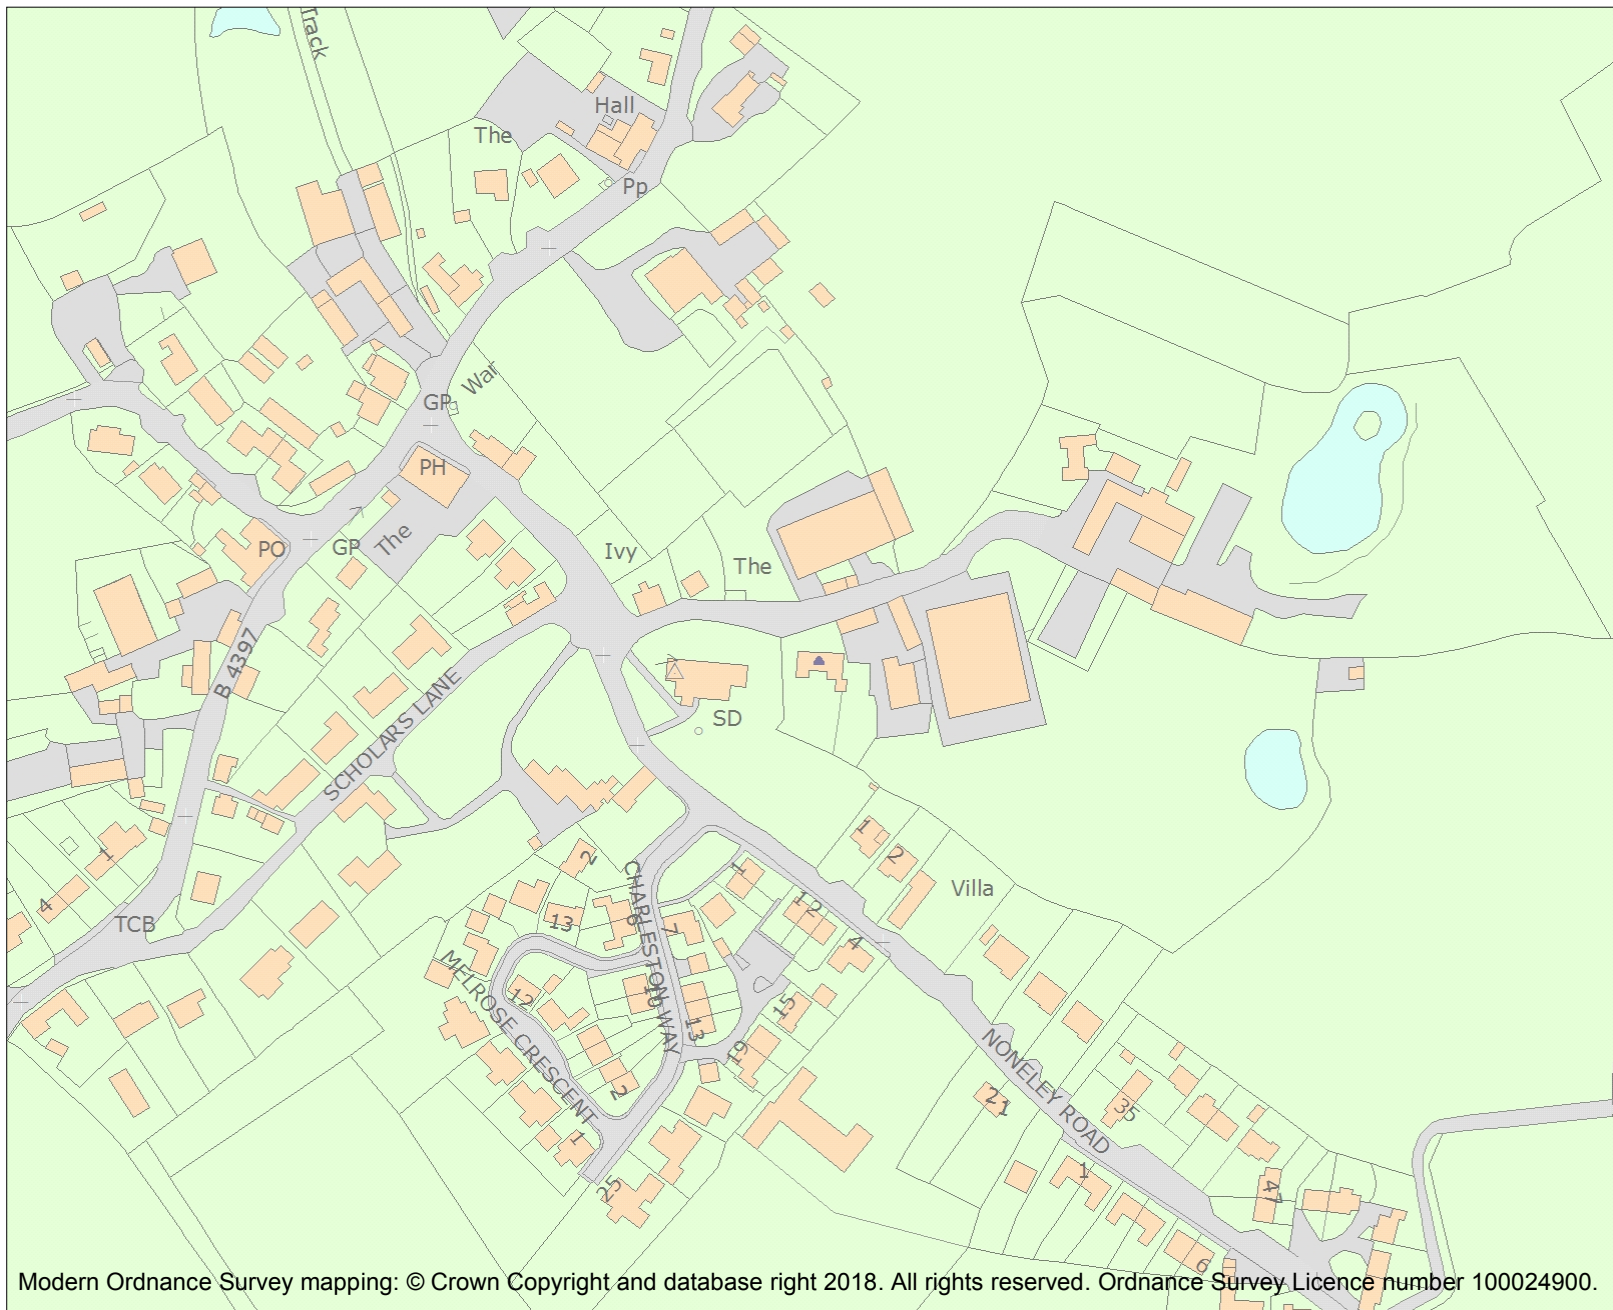 Track
Hall
The
Pp
War
GP
PH
PO
GP
The
Ivy
The
B 4397
SCHOLARS LANE
SD
1
4
TCB
2
1
1
2
12
Villa
CHARLESTON WAY
13
6
7
4
MELROSE CRESCENT
12
10
15
13
19
2
NONELEY ROAD
21
35
1
1
25
47
6
Modern Ordnance Survey mapping: © Crown Copyright and database right 2018. All rights reserved. Ordnance Survey Licence number 100024900.